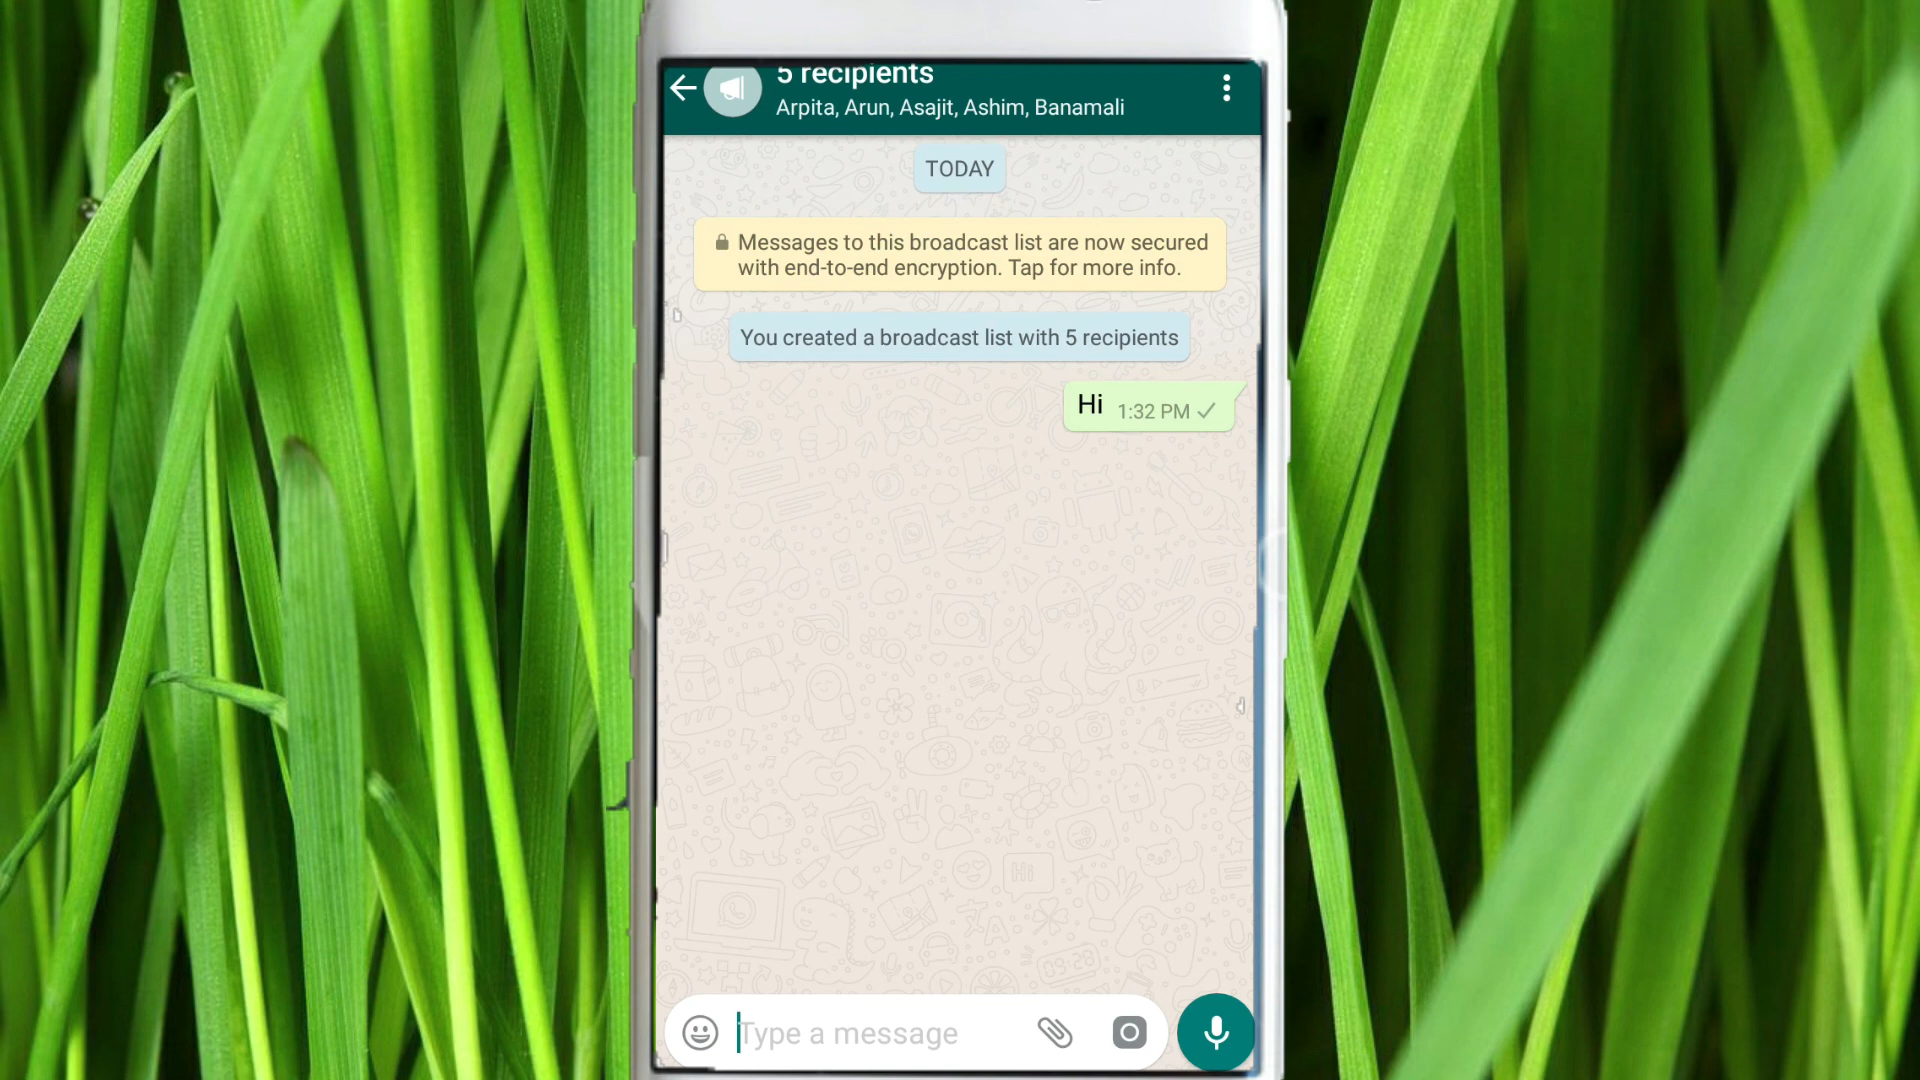 5 recipients
Arpita, Arun, Asajit, Ashim, Banamali
TODAY
Messages to this broadcast list are now secured
with end-to-end encryption. Tap for more info.
You created a broadcast list with 5 recipients
Hi 1:32 PM
Type a message